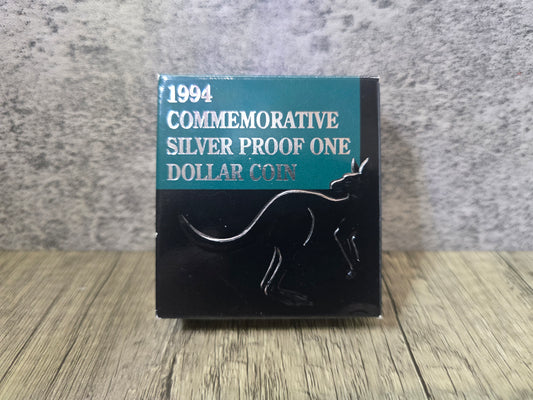 1994
COMMEMORATIVE
SILVER PROOF ONE
DOLLAR COIN